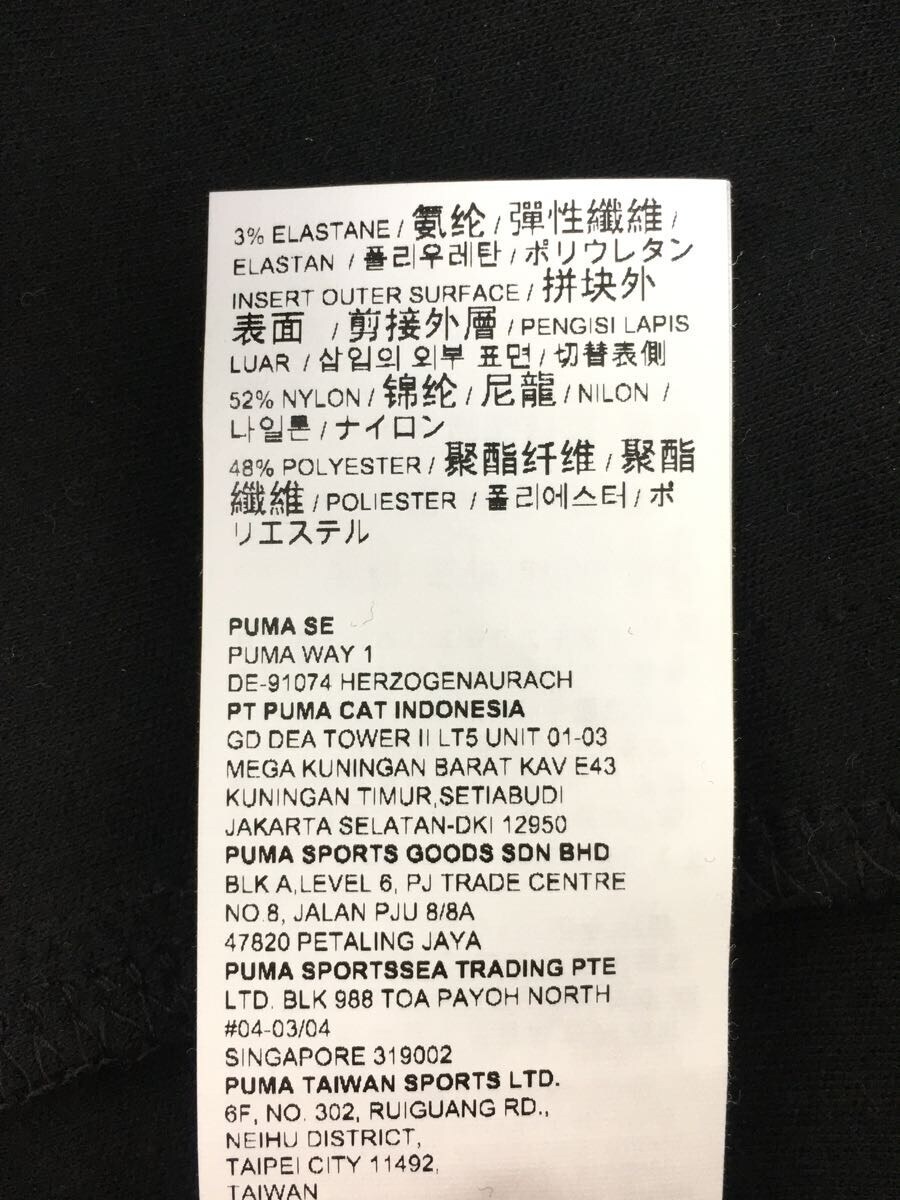 3% ELASTANE / 氨纶 / 彈性纖維 /
ELASTAN / 폴리우레탄 / ポリウレタン
INSERT OUTER SURFACE / 拼块外
表面 / 剪接外層 / PENGISI LAPIS
LUAR / 삽입의 외부 표면 / 切替表側
52% NYLON / 锦纶 / 尼龍 / NILON /
나일론 / ナイロン
48% POLYESTER / 聚酯纤维 / 聚酯
纖維 / POLIESTER / 폴리에스터 / ポ
リエステル
PUMA SE
PUMA WAY 1
DE-91074 HERZOGENAURACH
PT PUMA CAT INDONESIA
GD DEA TOWER II LT5 UNIT 01-03
MEGA KUNINGAN BARAT KAV E43
KUNINGAN TIMUR,SETIABUDI
JAKARTA SELATAN-DKI 12950
PUMA SPORTS GOODS SDN BHD
BLK A,LEVEL 6, PJ TRADE CENTRE
NO.8, JALAN PJU 8/8A
47820 PETALING JAYA
PUMA SPORTSSEA TRADING PTE
LTD. BLK 988 TOA PAYOH NORTH
#04-03/04
SINGAPORE 319002
PUMA TAIWAN SPORTS LTD.
6F, NO. 302, RUIGUANG RD.,
NEIHU DISTRICT,
TAIPEI CITY 11492,
TAIWAN